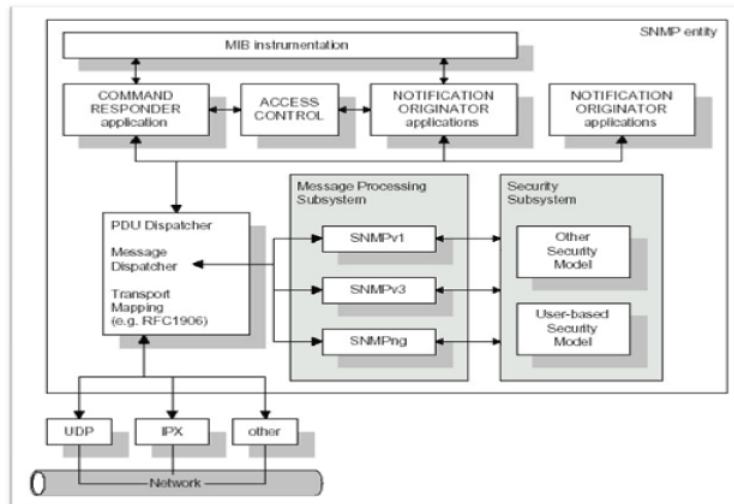 SNMP entity
MIB instrumentation
COMMAND
RESPONDER
application
ACCESS
CONTROL
NOTIFICATION
ORIGINATOR
applications
NOTIFICATION
ORIGINATOR
applications
PDU Dispatcher
Message
Dispatcher
Transport
Mapping
(e.g. RFC1906)
Message Processing
Subsystem
SNMPv1
SNMPv3
SNMPng
Security
Subsystem
Other
Security
Model
User-based
Security
Model
UDP
IPX
other
Network